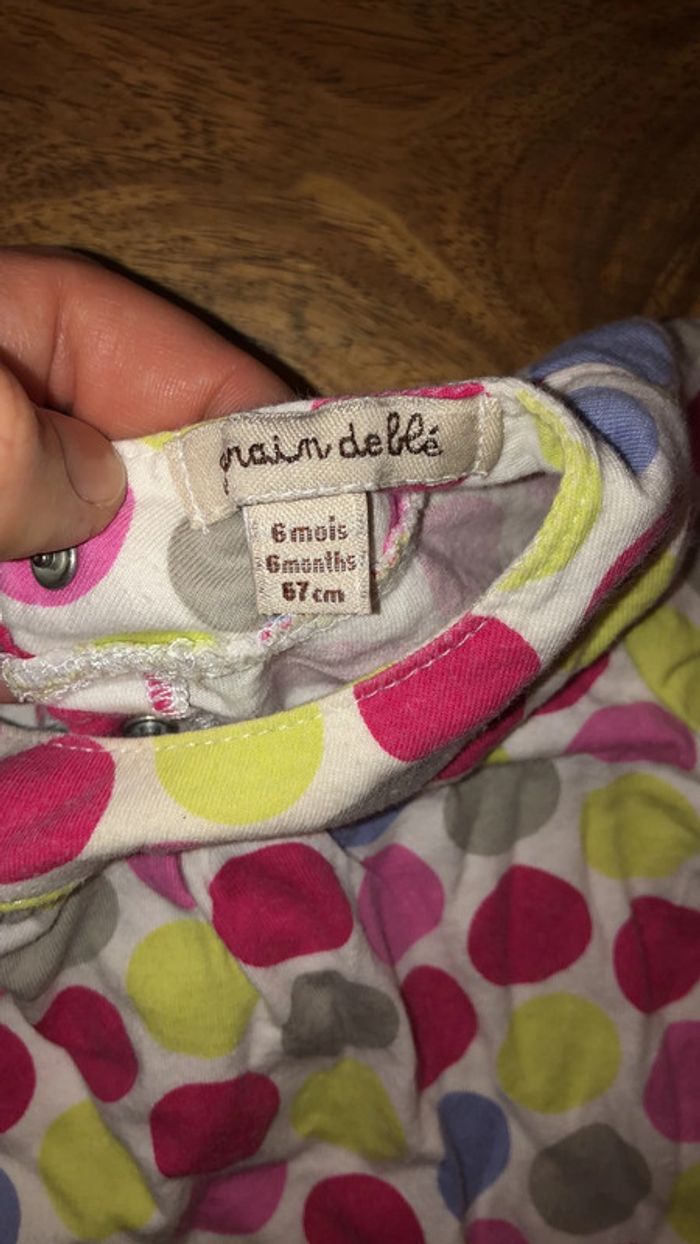 grain de blé
6 mois
6 months
67 cm